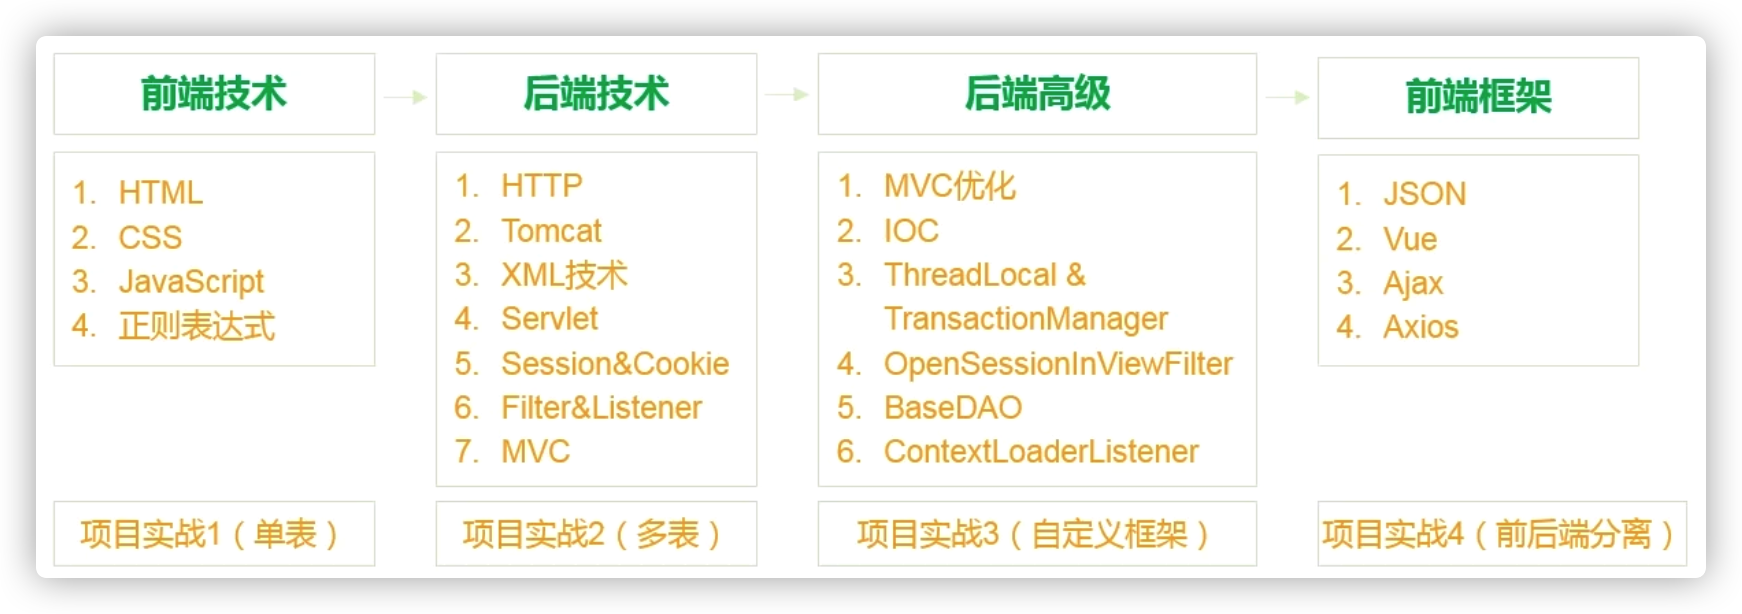 前端技术
1. HTML
2. CSS
3. JavaScript
4. 正则表达式
项目实战1（单表）
后端技术
1. HTTP
2. Tomcat
3. XML技术
4. Servlet
5. Session&Cookie
6. Filter&Listener
7. MVC
项目实战2（多表）
后端高级
1. MVC优化
2. IOC
3. ThreadLocal &
TransactionManager
4. OpenSessionInViewFilter
5. BaseDAO
6. ContextLoaderListener
项目实战3（自定义框架）
前端框架
1. JSON
2. Vue
3. Ajax
4. Axios
项目实战4（前后端分离）